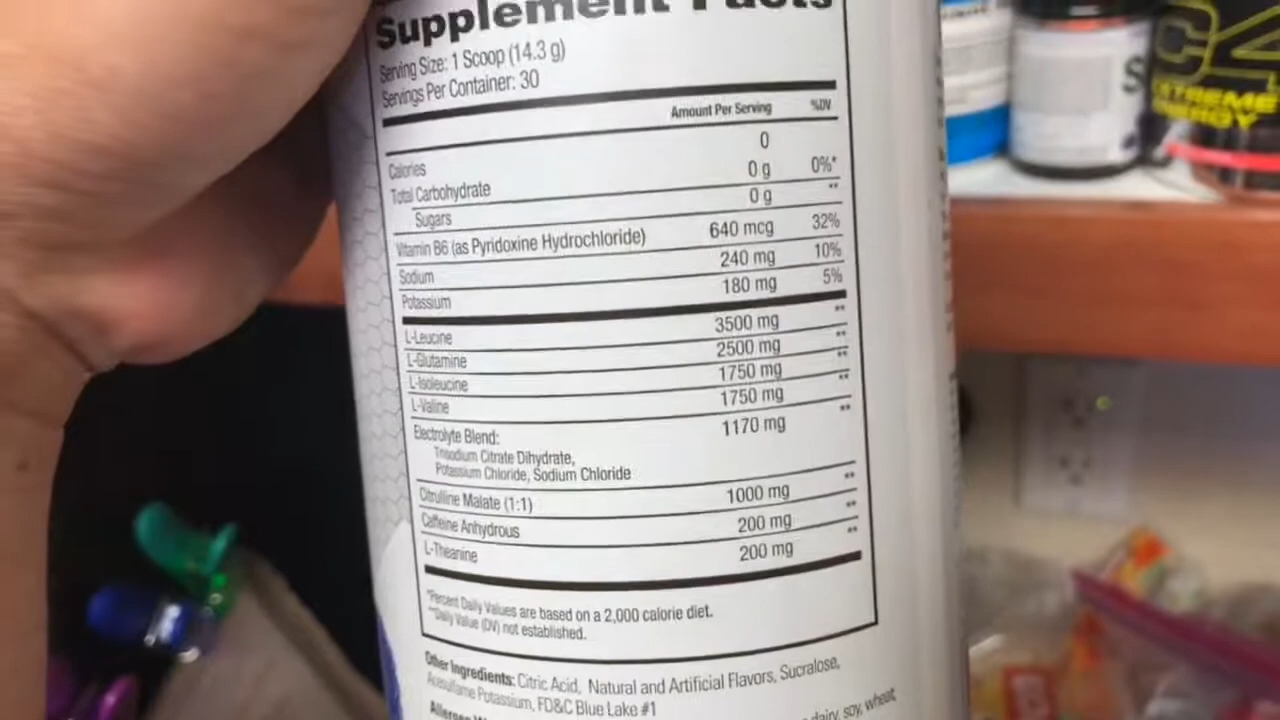 Supplement Facts
Serving Size: 1 Scoop (14.3 g)
Servings Per Container: 30
Amount Per Serving %DV
Calories 0
Total Carbohydrate 0 g 0%*
Sugars 0 g **
Vitamin B6 (as Pyridoxine Hydrochloride) 640 mcg 32%
Sodium 240 mg 10%
Potassium 180 mg 5%
L-Leucine 3500 mg **
L-Glutamine 2500 mg **
L-Isoleucine 1750 mg **
L-Valine 1750 mg **
Electrolyte Blend: 1170 mg **
Trisodium Citrate Dihydrate,
Potassium Chloride, Sodium Chloride
Citrulline Malate (1:1) 1000 mg **
Caffeine Anhydrous 200 mg **
L-Theanine 200 mg **
*Percent Daily Values are based on a 2,000 calorie diet.
**Daily Value (DV) not established.
Other Ingredients: Citric Acid, Natural and Artificial Flavors, Sucralose,
Acesulfame Potassium, FD&C Blue Lake #1
dairy, soy, wheat,
C4
EXTREME
ENERGY